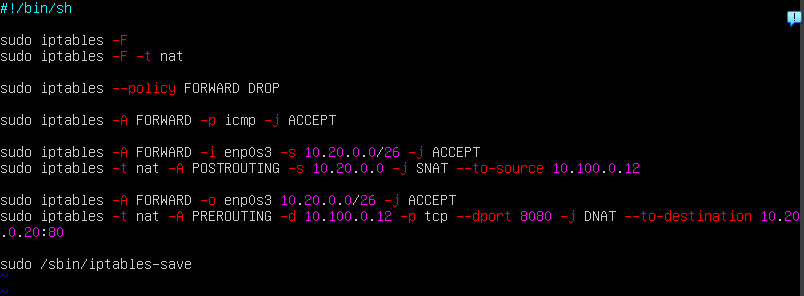 #!/bin/sh
sudo iptables -F
sudo iptables -F -t nat
sudo iptables --policy FORWARD DROP
sudo iptables -A FORWARD -p icmp -j ACCEPT
sudo iptables -A FORWARD -i enp0s3 -s 10.20.0.0/26 -j ACCEPT
sudo iptables -t nat -A POSTROUTING -s 10.20.0.0 -j SNAT --to-source 10.100.0.12
sudo iptables -A FORWARD -o enp0s3 10.20.0.0/26 -j ACCEPT
sudo iptables -t nat -A PREROUTING -d 10.100.0.12 -p tcp --dport 8080 -j DNAT --to-destination 10.20
.0.20:80
sudo /sbin/iptables-save
~
~